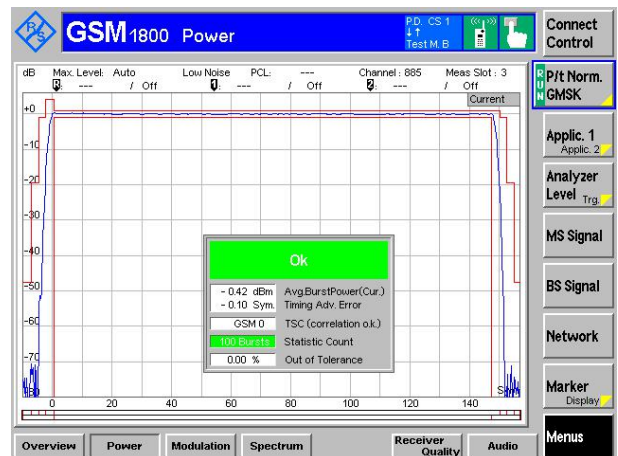 R&S GSM 1800 Power P.D. CS 1
Test M. B
Connect Control
dB Max. Level: Auto Low Noise PCL: --- Channel : 885 Meas Slot : 3
--- / Off --- / Off --- / Off
Current
+0
-10
-20
-30
-40
-50
-60
-70
Ok
- 0.42 dBm Avg.BurstPower(Cur.)
- 0.10 Sym. Timing Adv. Error
GSM 0 TSC (correlation o.k.)
100 Bursts Statistic Count
0.00 % Out of Tolerance
0 20 40 60 80 100 120 140
RUN
P/t Norm. GMSK
Applic. 1
Applic. 2
Analyzer Level Trg.
MS Signal
BS Signal
Network
Marker
Display
Menus
Overview Power Modulation Spectrum Receiver Quality Audio